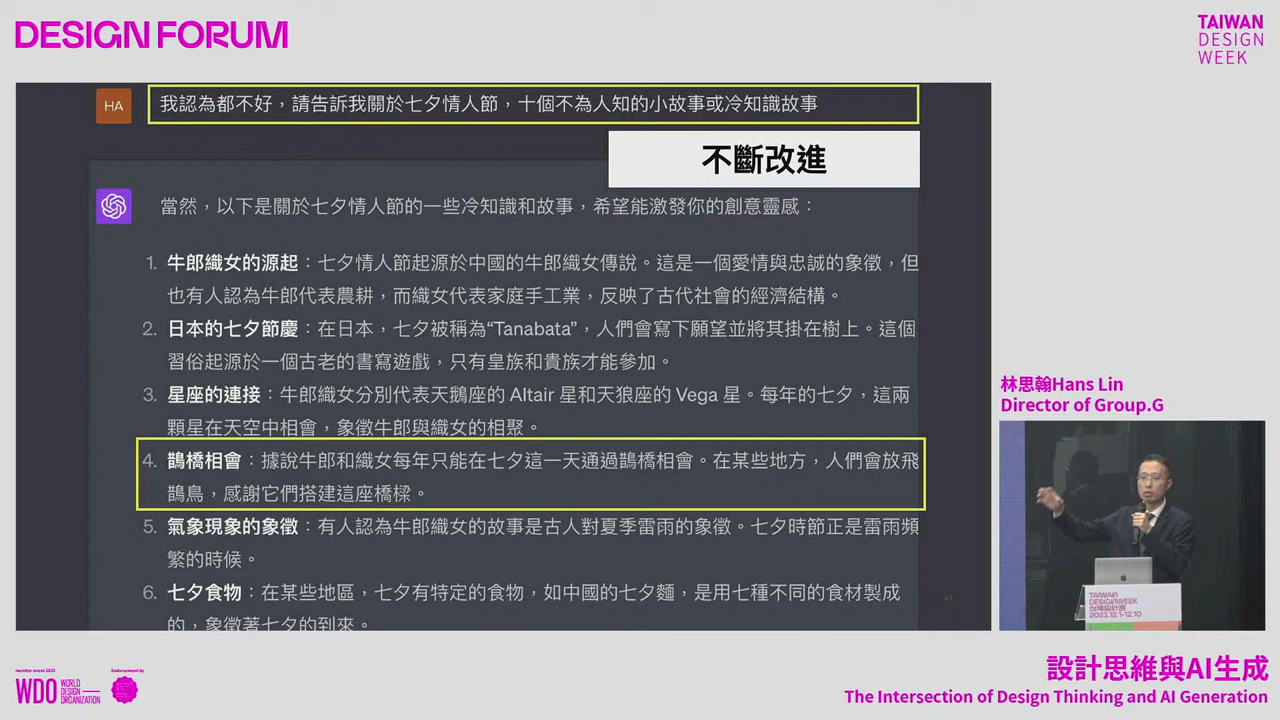 DESIGN FORUM
TAIWAN
DESIGN
WEEK
HA
我認為都不好，請告訴我關於七夕情人節，十個不為人知的小故事或冷知識故事
不斷改進
當然，以下是關於七夕情人節的一些冷知識和故事，希望能激發你的創意靈感：
1. 牛郎織女的源起：七夕情人節起源於中國的牛郎織女傳說。這是一個愛情與忠誠的象徵，但
也有人認為牛郎代表農耕，而織女代表家庭手工業，反映了古代社會的經濟結構。
2. 日本的七夕節慶：在日本，七夕被稱為“Tanabata”，人們會寫下願望並將其掛在樹上。這個
習俗起源於一個古老的書寫遊戲，只有皇族和貴族才能參加。
3. 星座的連接：牛郎織女分別代表天鵝座的 Altair 星和天狼座的 Vega 星。每年的七夕，這兩
顆星在天空中相會，象徵牛郎與織女的相聚。
4. 鵲橋相會：據說牛郎和織女每年只能在七夕這一天通過鵲橋相會。在某些地方，人們會放飛
鵲鳥，感謝它們搭建這座橋樑。
5. 氣象現象的象徵：有人認為牛郎織女的故事是古人對夏季雷雨的象徵。七夕時節正是雷雨頻
繁的時候。
6. 七夕食物：在某些地區，七夕有特定的食物，如中國的七夕麵，是用七種不同的食材製成
的，象徵著七夕的到來。
43
林思翰Hans Lin
Director of Group.G
TAIWAN
DESIGNWEEK
台灣設計週
2023.12.1-12.10
member event 2023
Endorsement by
WDO
WORLD
DESIGN
ORGANIZATION
設計思維與AI生成
The Intersection of Design Thinking and AI Generation